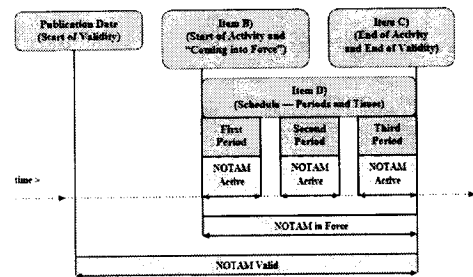 Publication Date
(Start of Validity)
Item B)
(Start of Activity and
"Coming into Force")
Item C)
(End of Activity
and End of Validity)
Item D)
(Schedule — Periods and Times)
First
Period
Second
Period
Third
Period
NOTAM
Active
NOTAM
Active
NOTAM
Active
time >
NOTAM in Force
NOTAM Valid